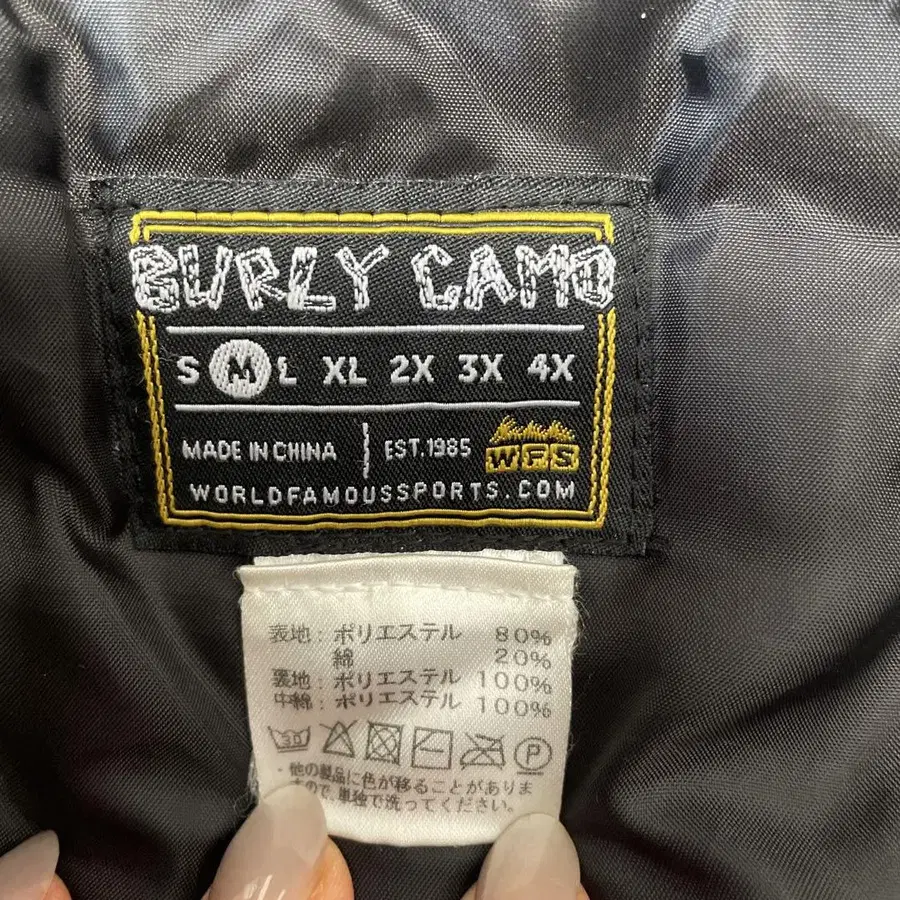 BURLY CAMO
S M L XL 2X 3X 4X
MADE IN CHINA | EST.1985 WFS
WORLDFAMOUSSPORTS.COM
表地:ポリエステル 80%
綿 20%
裏地:ポリエステル 100%
中綿:ポリエステル 100%
30 P
・他の製品に色が移ることがありま
すので、単独で洗ってください。